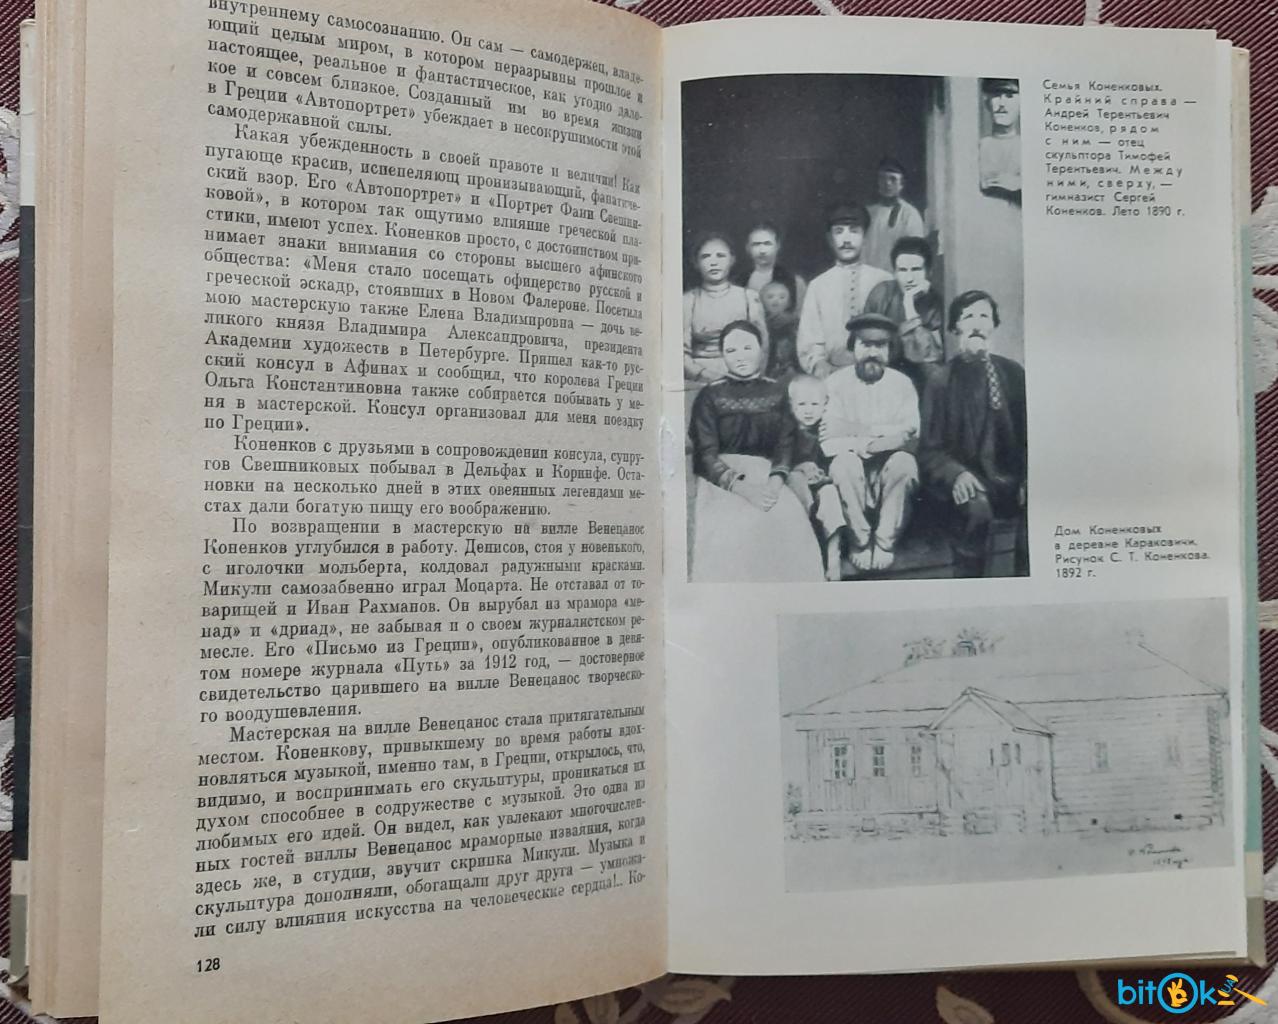 внутреннему самосознанию. Он сам — самодержец, владе-
ющий целым миром, в котором неразрывны прошлое и
настоящее, реальное и фантастическое, как угодно дале-
кое и совсем близкое. Созданный им во время жизни
в Греции «Автопортрет» убеждает в несокрушимости этой
самодержавной силы.
Какая убежденность в своей правоте и величии! Как
пугающе красив, испепеляющ пронизывающий, фанатиче-
ский взор. Его «Автопортрет» и «Портрет Фани Свешни-
ковой», в котором так ощутимо влияние греческой пла-
стики, имеют успех. Коненков просто, с достоинством при-
нимает знаки внимания со стороны высшего афинского
общества: «Меня стало посещать офицерство русской и
греческой эскадр, стоявших в Новом Фалероне. Посетила
мою мастерскую также Елена Владимировна — дочь ве-
ликого князя Владимира Александровича, президента
Академии художеств в Петербурге. Пришел как-то рус-
ский консул в Афинах и сообщил, что королева Греции
Ольга Константиновна также собирается побывать у ме-
ня в мастерской. Консул организовал для меня поездку
по Греции».
Коненков с друзьями в сопровождении консула, супру-
гов Свешниковых побывал в Дельфах и Коринфе. Оста-
новки на несколько дней в этих овеянных легендами ме-
стах дали богатую пищу его воображению.
По возвращении в мастерскую на вилле Венецанос
Коненков углубился в работу. Денисов, стоя у новенького,
с иголочки мольберта, колдовал радужными красками.
Микули самозабвенно играл Моцарта. Не отставал от то-
варищей и Иван Рахманов. Он вырубал из мрамора «ме-
над» и «дриад», не забывая и о своем журналистском ре-
месле. Его «Письмо из Греции», опубликованное в девя-
том номере журнала «Путь» за 1912 год, — достоверное
свидетельство царившего на вилле Венецанос творческо-
го воодушевления.
Мастерская на вилле Венецанос стала притягательным
местом. Коненкову, привыкшему во время работы вдох-
новляться музыкой, именно там, в Греции, открылось, что,
видимо, и воспринимать его скульптуры, проникаться их
духом способнее в содружестве с музыкой. Это одна из
любимых его идей. Он видел, как увлекают многочислен-
ных гостей виллы Венецанос мраморные изваяния, когда
здесь же, в студии, звучит скрипка Микули. Музыка и
скульптура дополняли, обогащали друг друга — умножа-
ли силу влияния искусства на человеческие сердца!.. Ко-
128
Семья Коненковых.
Крайний справа —
Андрей Терентьевич
Коненков, рядом
с ним — отец
скульптора Тимофей
Терентьевич. Между
ними, сверху, —
гимназист Сергей
Коненков. Лето 1890 г.
Дом Коненковых
в деревне Караковичи.
Рисунок С. Т. Коненкова.
1892 г.
bitok.ua